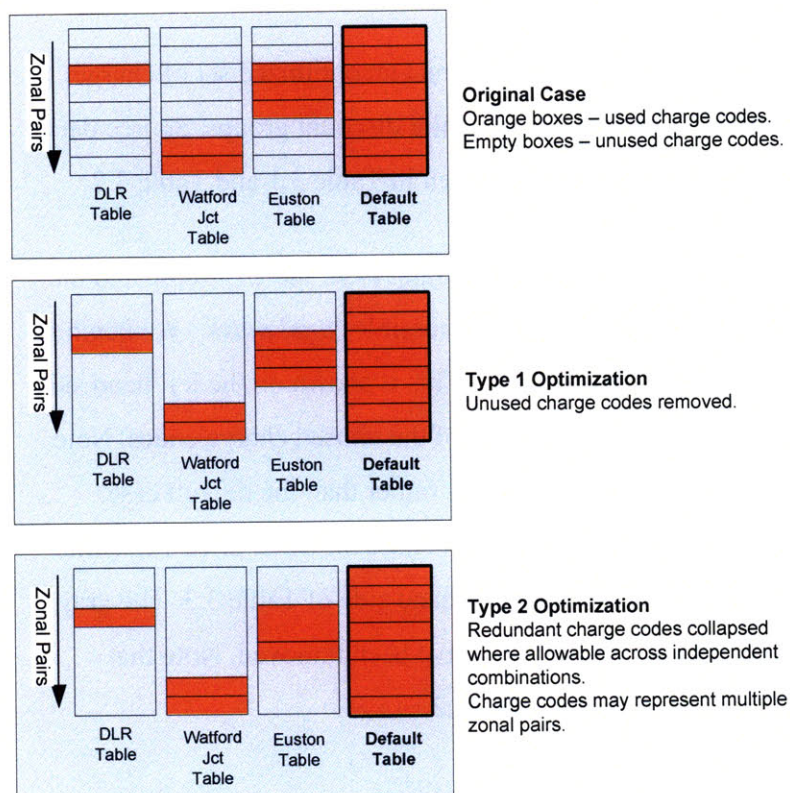 Zonal Pairs
DLR
Table
Watford
Jct
Table
Euston
Table
Default
Table
Original Case
Orange boxes – used charge codes.
Empty boxes – unused charge codes.
Zonal Pairs
DLR
Table
Watford
Jct
Table
Euston
Table
Default
Table
Type 1 Optimization
Unused charge codes removed.
Zonal Pairs
DLR
Table
Watford
Jct
Table
Euston
Table
Default
Table
Type 2 Optimization
Redundant charge codes collapsed
where allowable across independent
combinations.
Charge codes may represent multiple
zonal pairs.